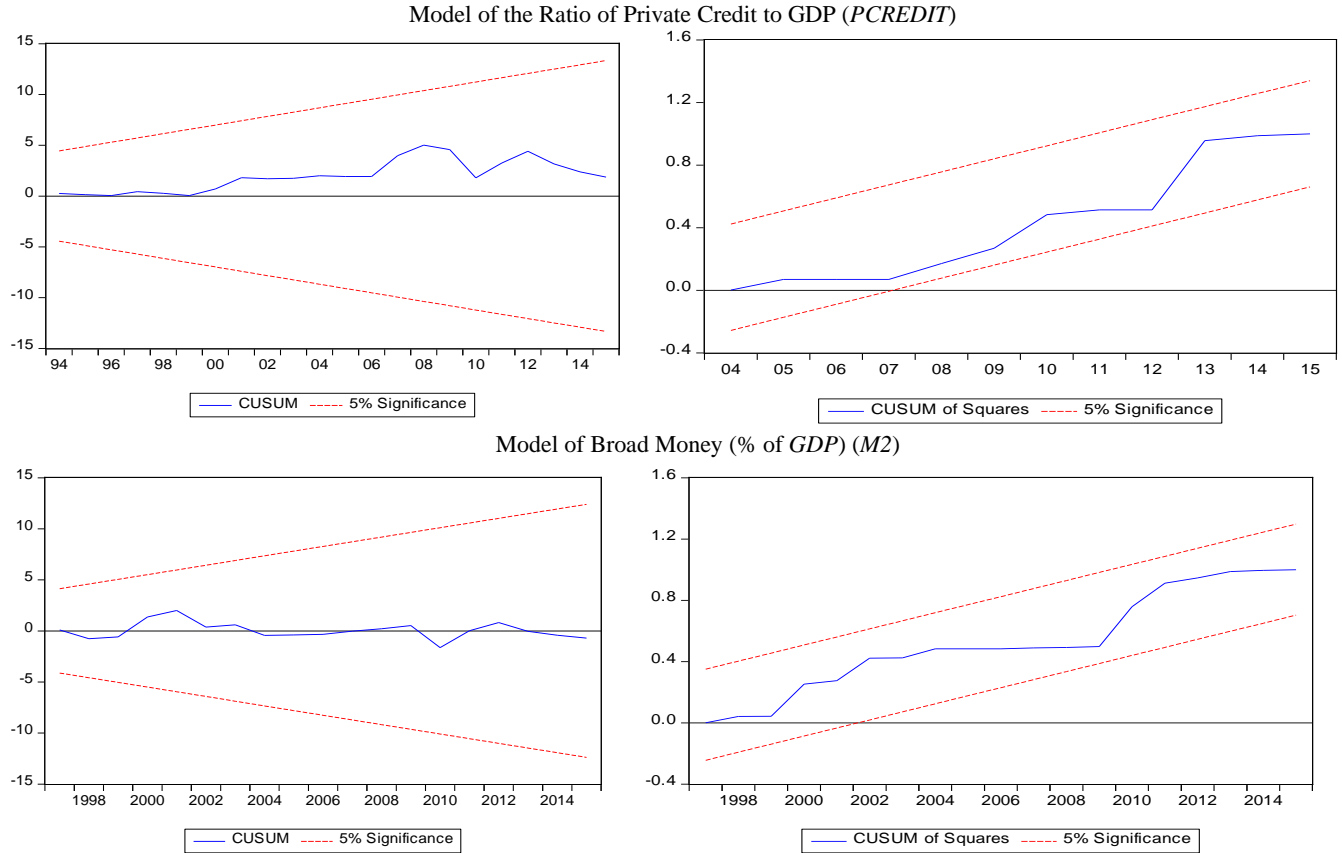 Model of the Ratio of Private Credit to GDP (PCREDIT)
15
10
5
0
-5
-10
-15
94 96 98 00 02 04 06 08 10 12 14
CUSUM 5% Significance
1.6
1.2
0.8
0.4
0.0
-0.4
04 05 06 07 08 09 10 11 12 13 14 15
CUSUM of Squares 5% Significance
Model of Broad Money (% of GDP) (M2)
15
10
5
0
-5
-10
-15
1998 2000 2002 2004 2006 2008 2010 2012 2014
CUSUM 5% Significance
1.6
1.2
0.8
0.4
0.0
-0.4
1998 2000 2002 2004 2006 2008 2010 2012 2014
CUSUM of Squares 5% Significance